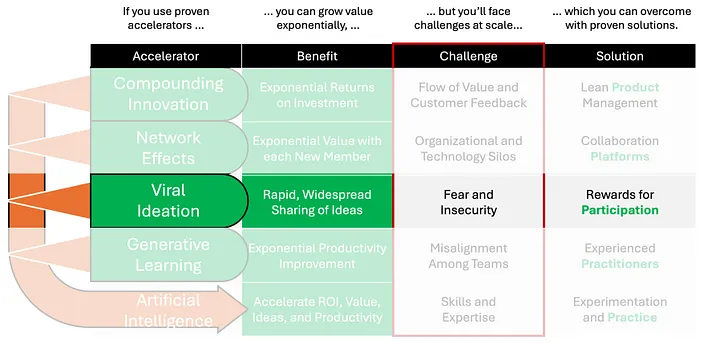 If you use proven
accelerators ...
... you can grow value
exponentially, ...
... but you'll face
challenges at scale...
... which you can overcome
with proven solutions.
Accelerator
Benefit
Challenge
Solution
Compounding
Innovation
Exponential Returns
on Investment
Flow of Value and
Customer Feedback
Lean Product
Management
Network
Effects
Exponential Value with
each New Member
Organizational and
Technology Silos
Collaboration
Platforms
Viral
Ideation
Rapid, Widespread
Sharing of Ideas
Fear and
Insecurity
Rewards for
Participation
Generative
Learning
Exponential Productivity
Improvement
Misalignment
Among Teams
Experienced
Practitioners
Artificial
Intelligence
Accelerate ROI, Value,
Ideas, and Productivity
Skills and
Expertise
Experimentation
and Practice